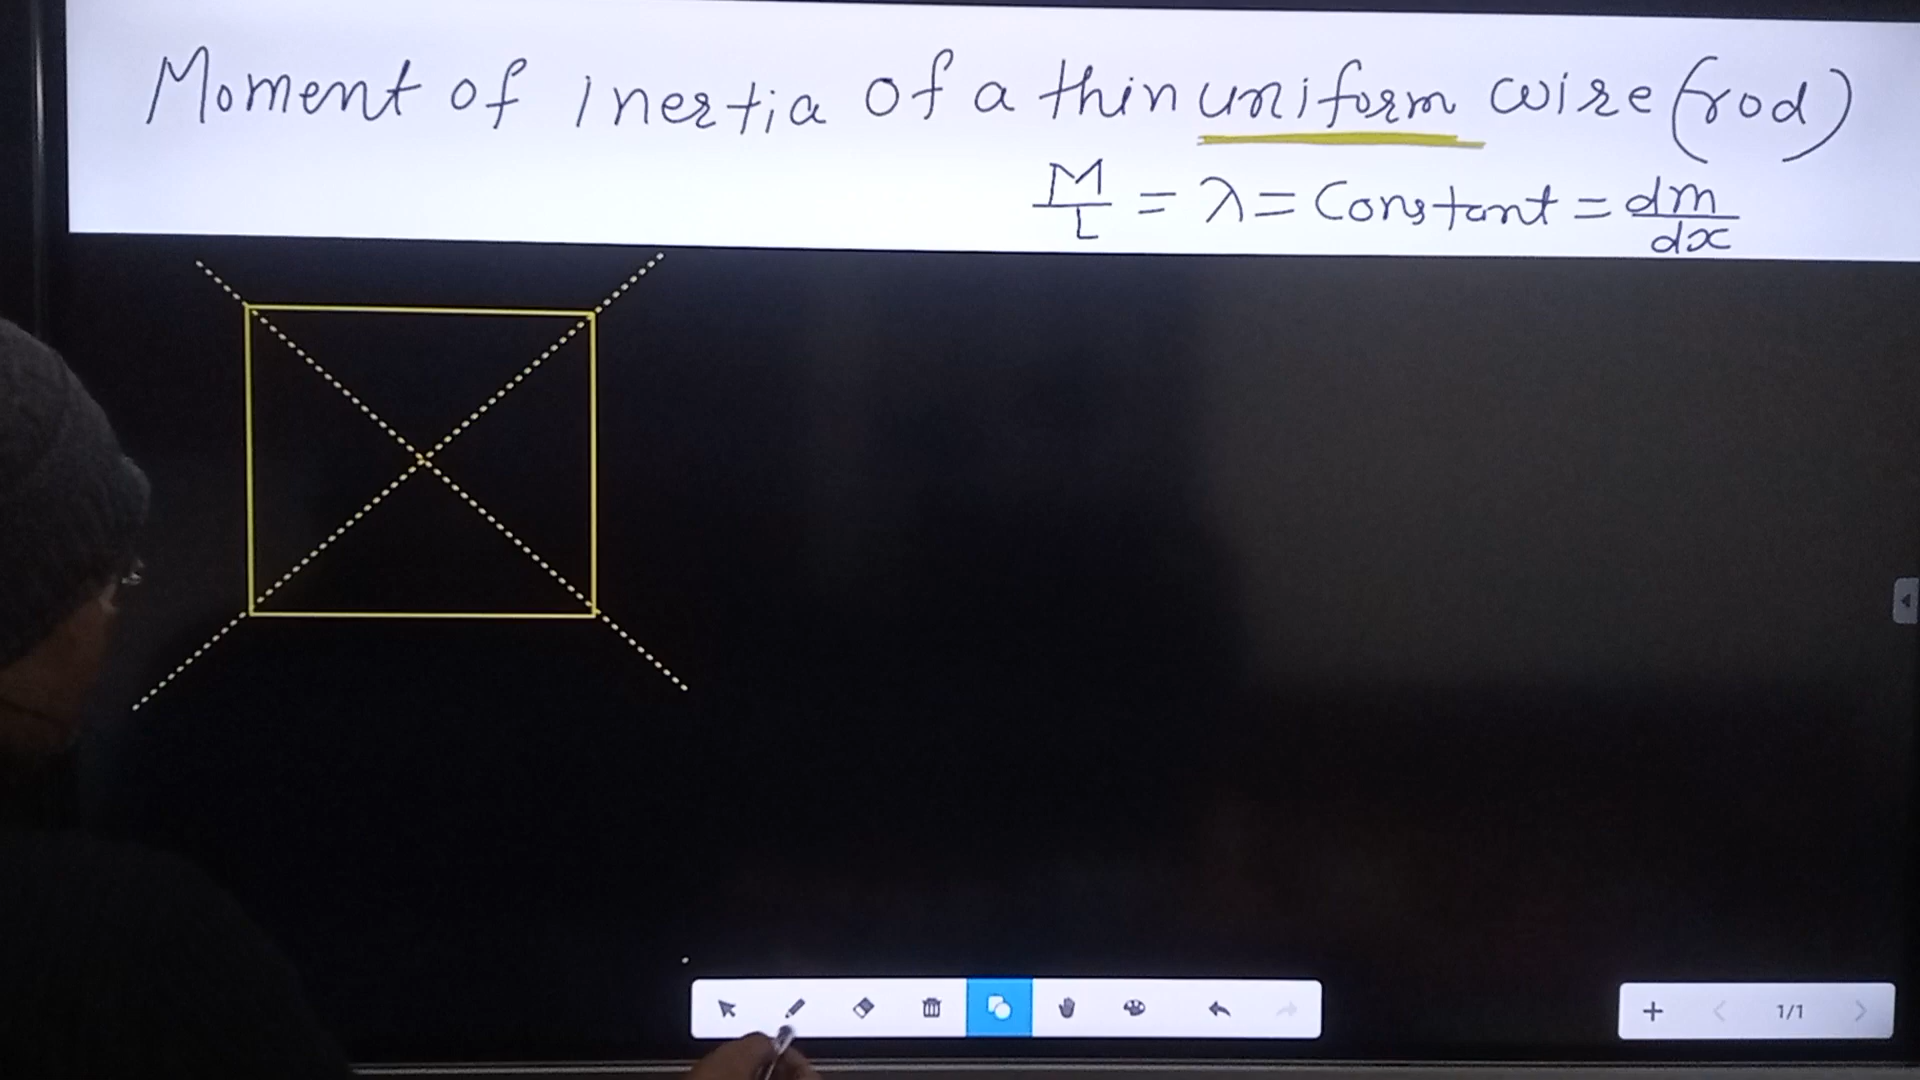 Moment of inertia of a thin uniform wire (rod)
M/L = λ = Constant = dm/dx
1/1